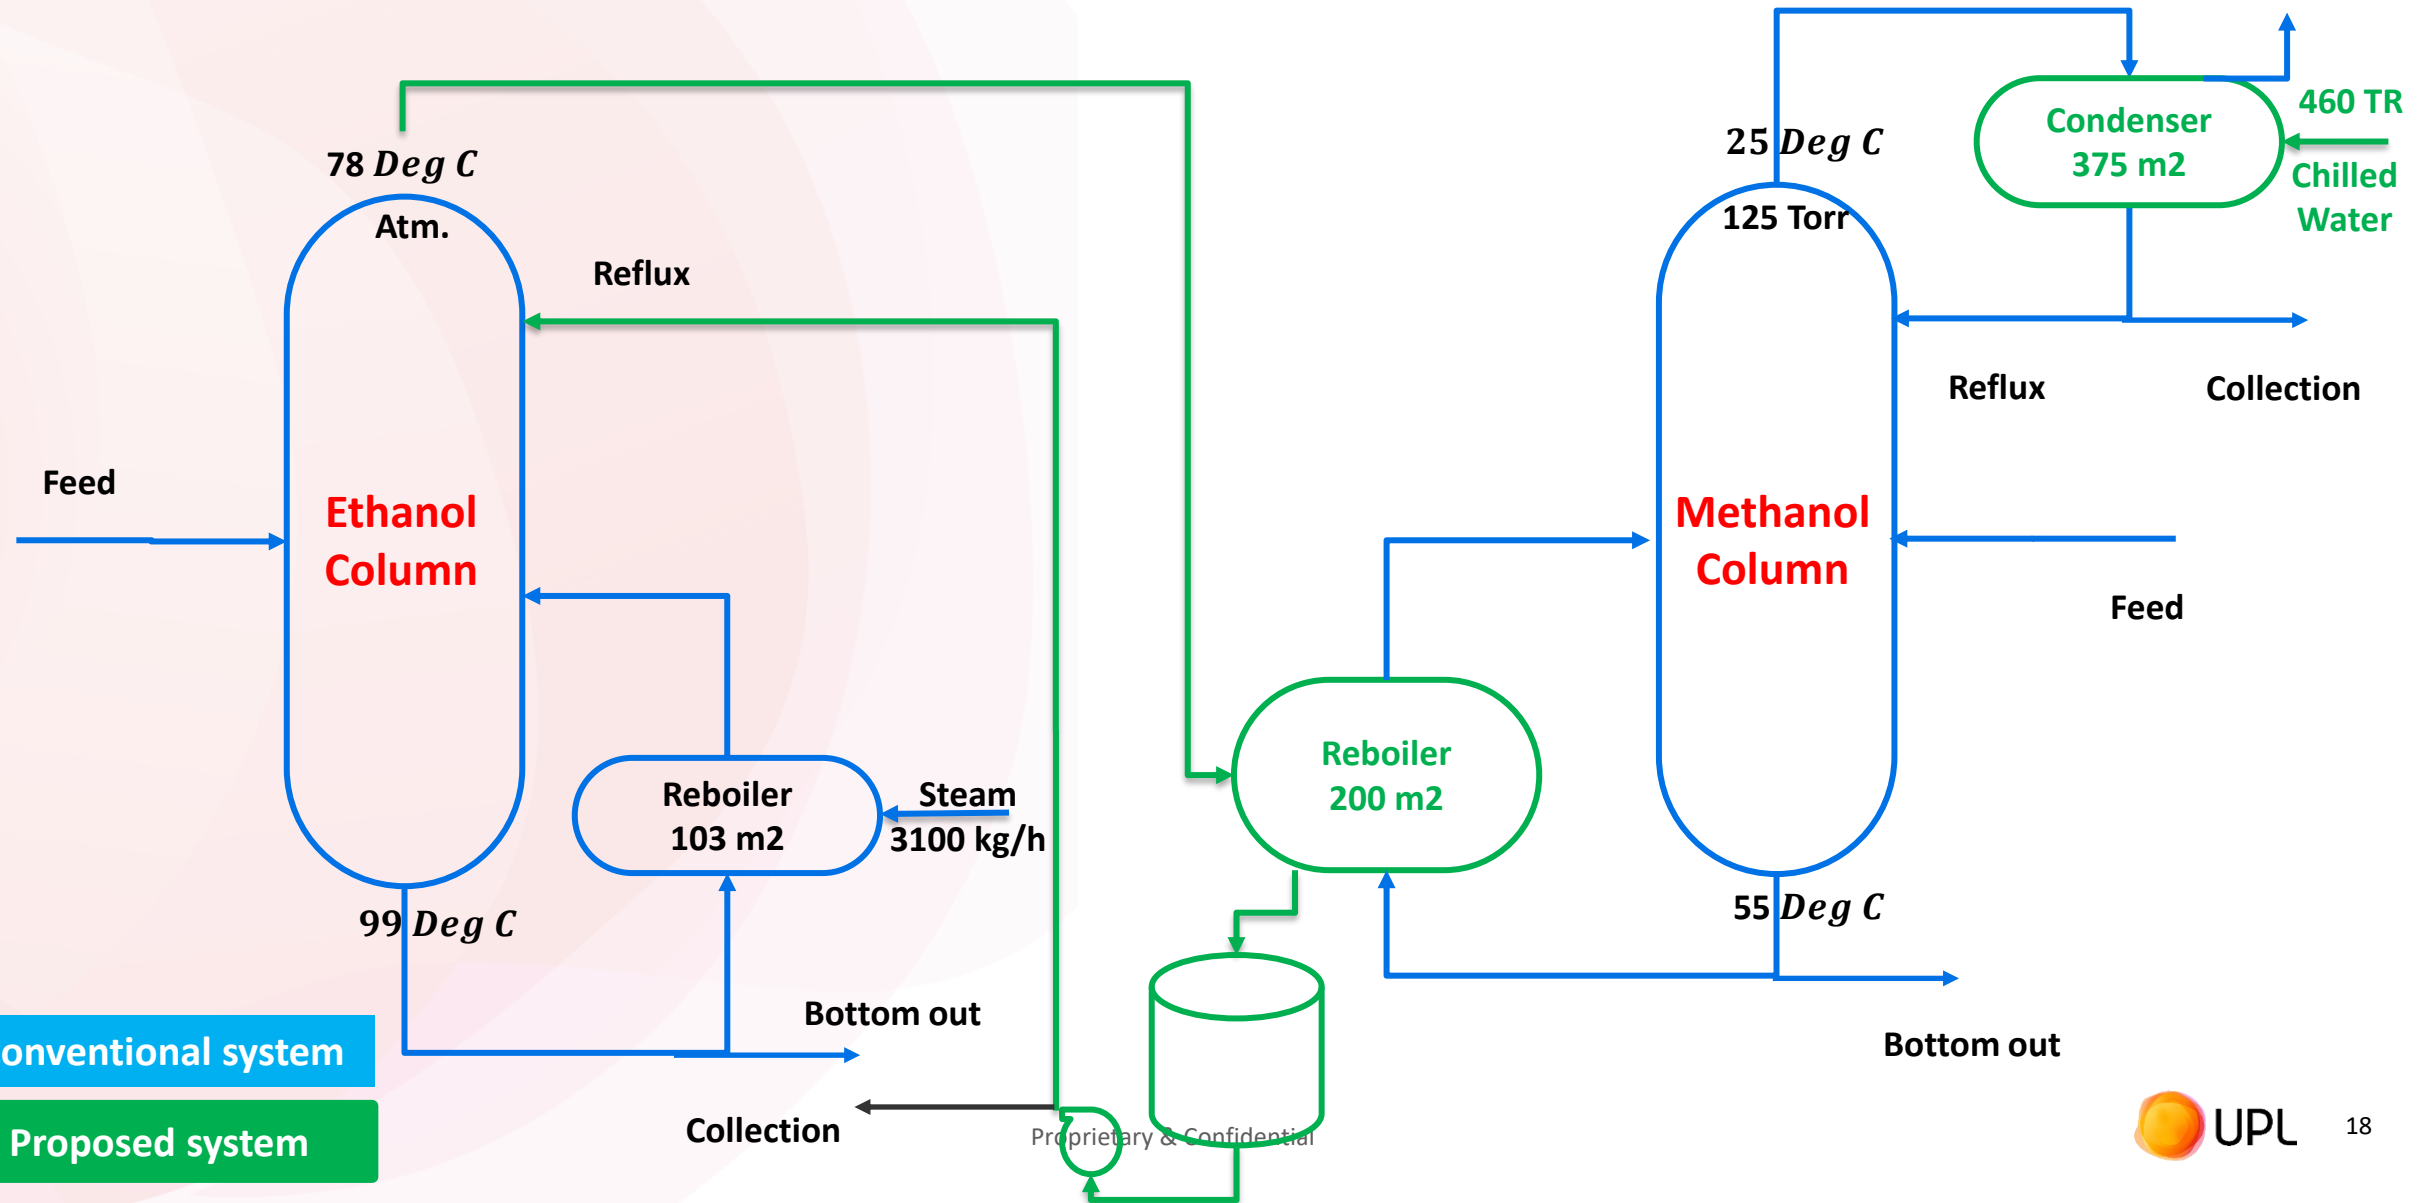 460 TR
Condenser
375 m2
25 Deg C
78 Deg C
Chilled
Water
Atm.
125 Torr
Reflux
Reflux
Collection
Feed
Ethanol
Column
Methanol
Column
Feed
Reboiler
200 m2
Reboiler
103 m2
Steam
3100 kg/h
99 Deg C
55 Deg C
Bottom out
onventional system
Bottom out
Collection
Proposed system
Proprietary & Confidential
UPL
18